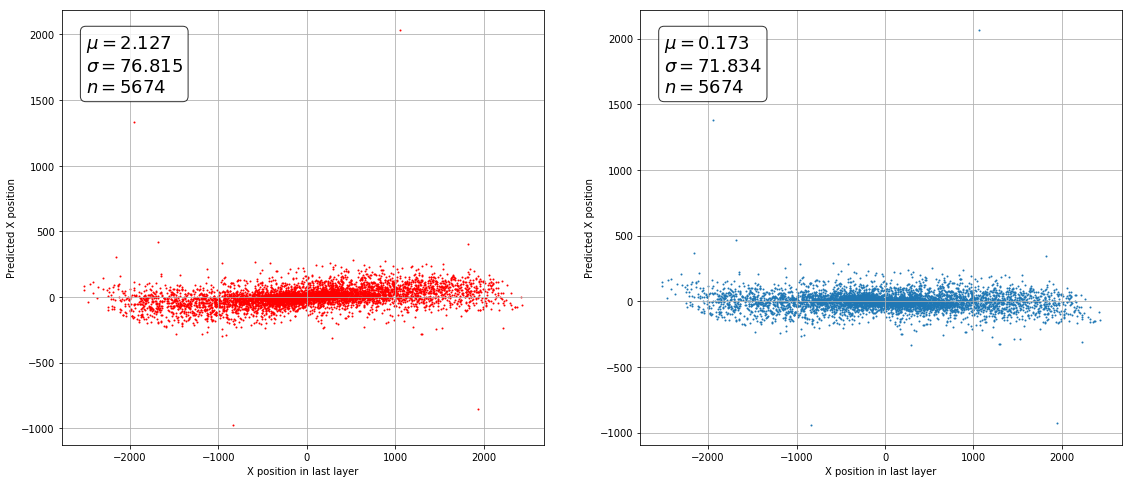 μ = 2.127
σ = 76.815
n = 5674
2000
1500
1000
500
0
−500
−1000
Predicted X position
−2000
−1000
0
1000
2000
X position in last layer
μ = 0.173
σ = 71.834
n = 5674
2000
1500
1000
500
0
−500
−1000
Predicted X position
−2000
−1000
0
1000
2000
X position in last layer